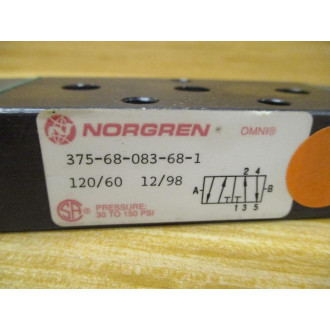 NORGREN OMNI®
375-68-083-68-1
120/60 12/98
2 4
A B
1 3 5
SA PRESSURE:
30 TO 150 PSI